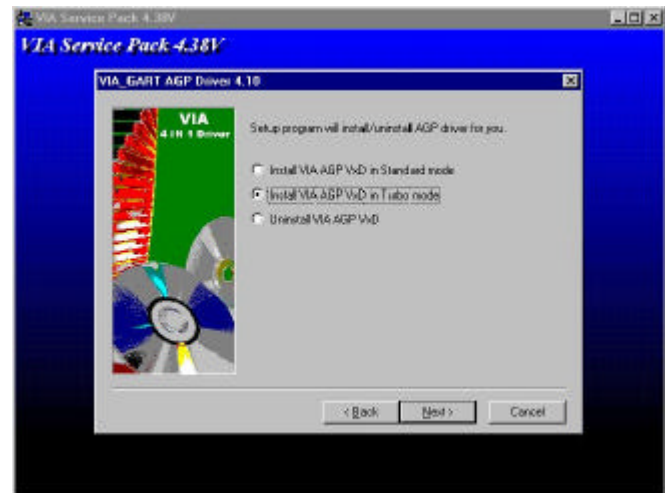 VIA Service Pack 4.38V
VIA Service Pack 4.38V
VIA_GART AGP Driver 4.10
VIA
4 IN 1 Driver
Setup program will install/uninstall AGP driver for you.
Install VIA AGP VxD in Standard mode
Install VIA AGP VxD in Turbo mode
Uninstall VIA AGP VxD
< Back
Next >
Cancel